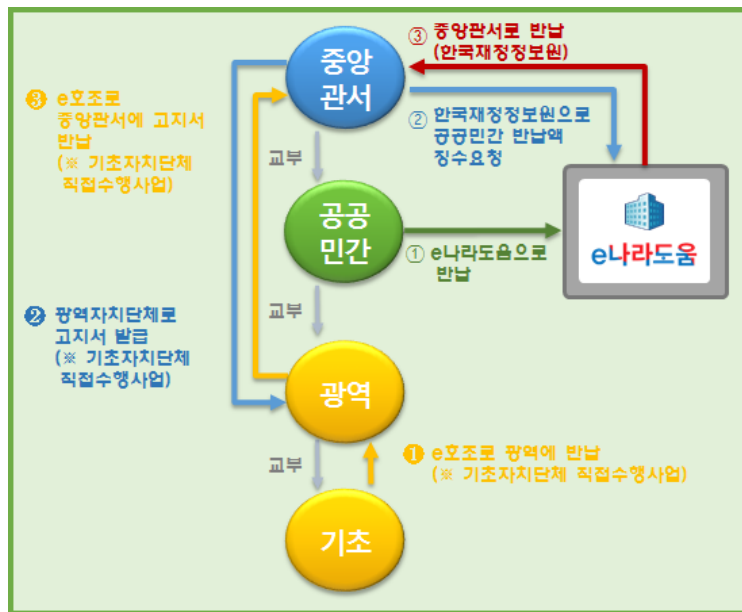 ③ 중앙관서로 반납
(한국재정정보원)
중앙
관서
❸ e호조로
중앙관서에 고지서
반납
(※ 기초자치단체
직접수행사업)
② 한국재정정보원으로
공공민간 반납액
징수요청
교부
공공
민간
e나라도움
① e나라도움으로
반납
교부
❷ 광역자치단체로
고지서 발급
(※ 기초자치단체
직접수행사업)
광역
교부
❶ e호조로 광역에 반납
(※ 기초자치단체 직접수행사업)
기초